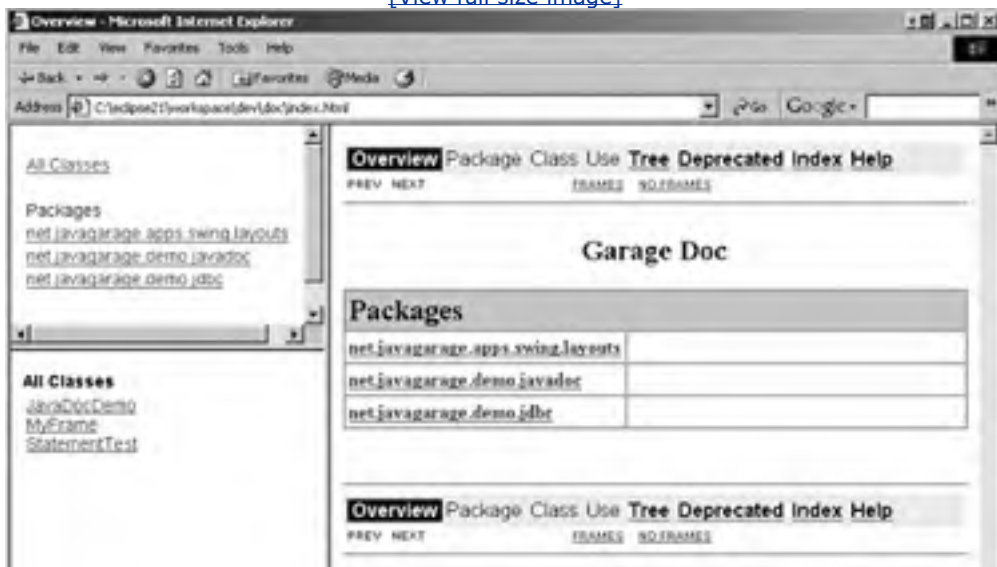 [View full size image]
Overview - Microsoft Internet Explorer
File Edit View Favorites Tools Help
Back Favorites Media
Address C:\eclipse21\workspace\dev\doc\index.html Go Google
All Classes
Packages
net.javagarage.apps.swing.layouts
net.javagarage.demo.javadoc
net.javagarage.demo.jdbc
All Classes
JavaDocDemo
MyFrame
StatementTest
Overview Package Class Use Tree Deprecated Index Help
PREV NEXT FRAMES NO FRAMES
Garage Doc
Packages
net.javagarage.apps.swing.layouts
net.javagarage.demo.javadoc
net.javagarage.demo.jdbc
Overview Package Class Use Tree Deprecated Index Help
PREV NEXT FRAMES NO FRAMES